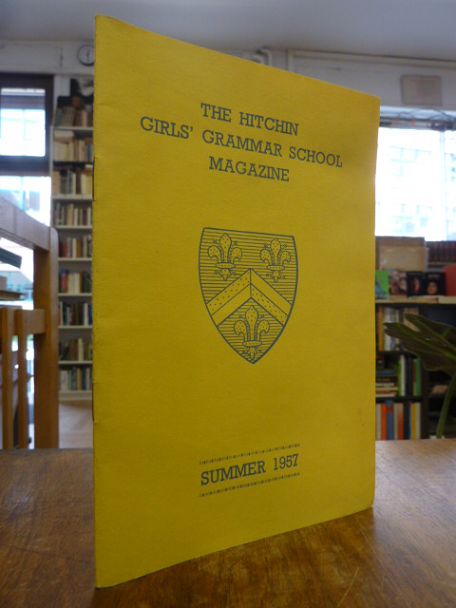 THE HITCHIN
GIRLS' GRAMMAR SCHOOL
MAGAZINE
SUMMER 1957